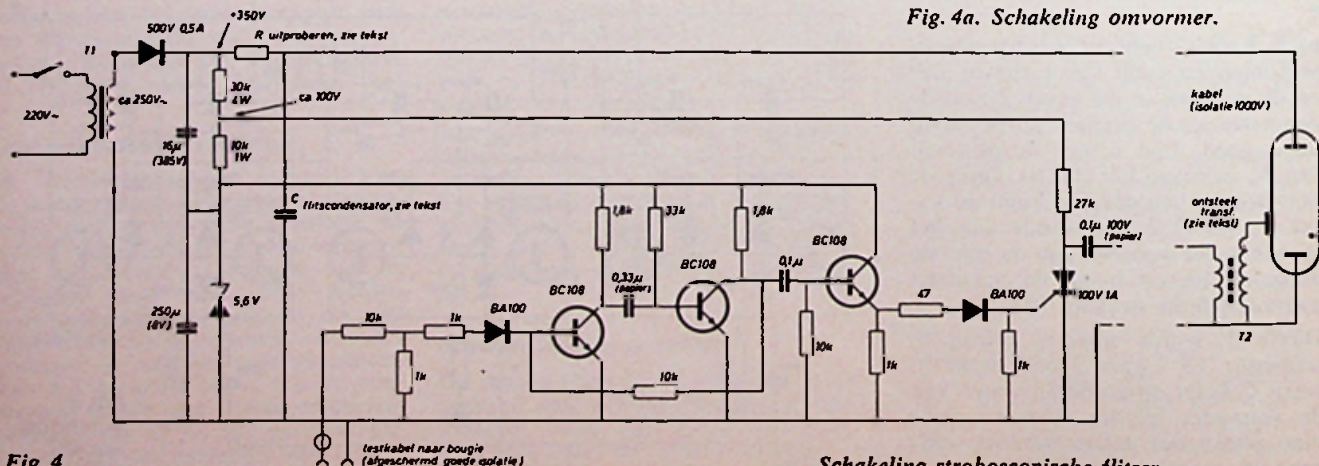 Fig. 4a. Schakeling omvormer.
+350V
500V 0,5A
R uitproberen, zie tekst
T1
ca 250V~
220V~
30k
4W
ca 100V
kabel
(isolatie 1000V)
16µ
(385V)
10k
1W
C
flitscondensator, zie tekst
1,8k
33k
1,8k
27k
0,1µ 100V
(papier)
ontsteek
transf.
(zie tekst)
BC108
0,33µ
(papier)
BC108
0,1µ
BC108
5,6V
250µ
(8V)
BA100
10k
1k
1k
10k
10k
47
BA100
1k
1k
100V 1A
T2
testkabel naar bougie
(afgeschermd goede isolatie)
Fig. 4
Schakeling stroboscopische flitser